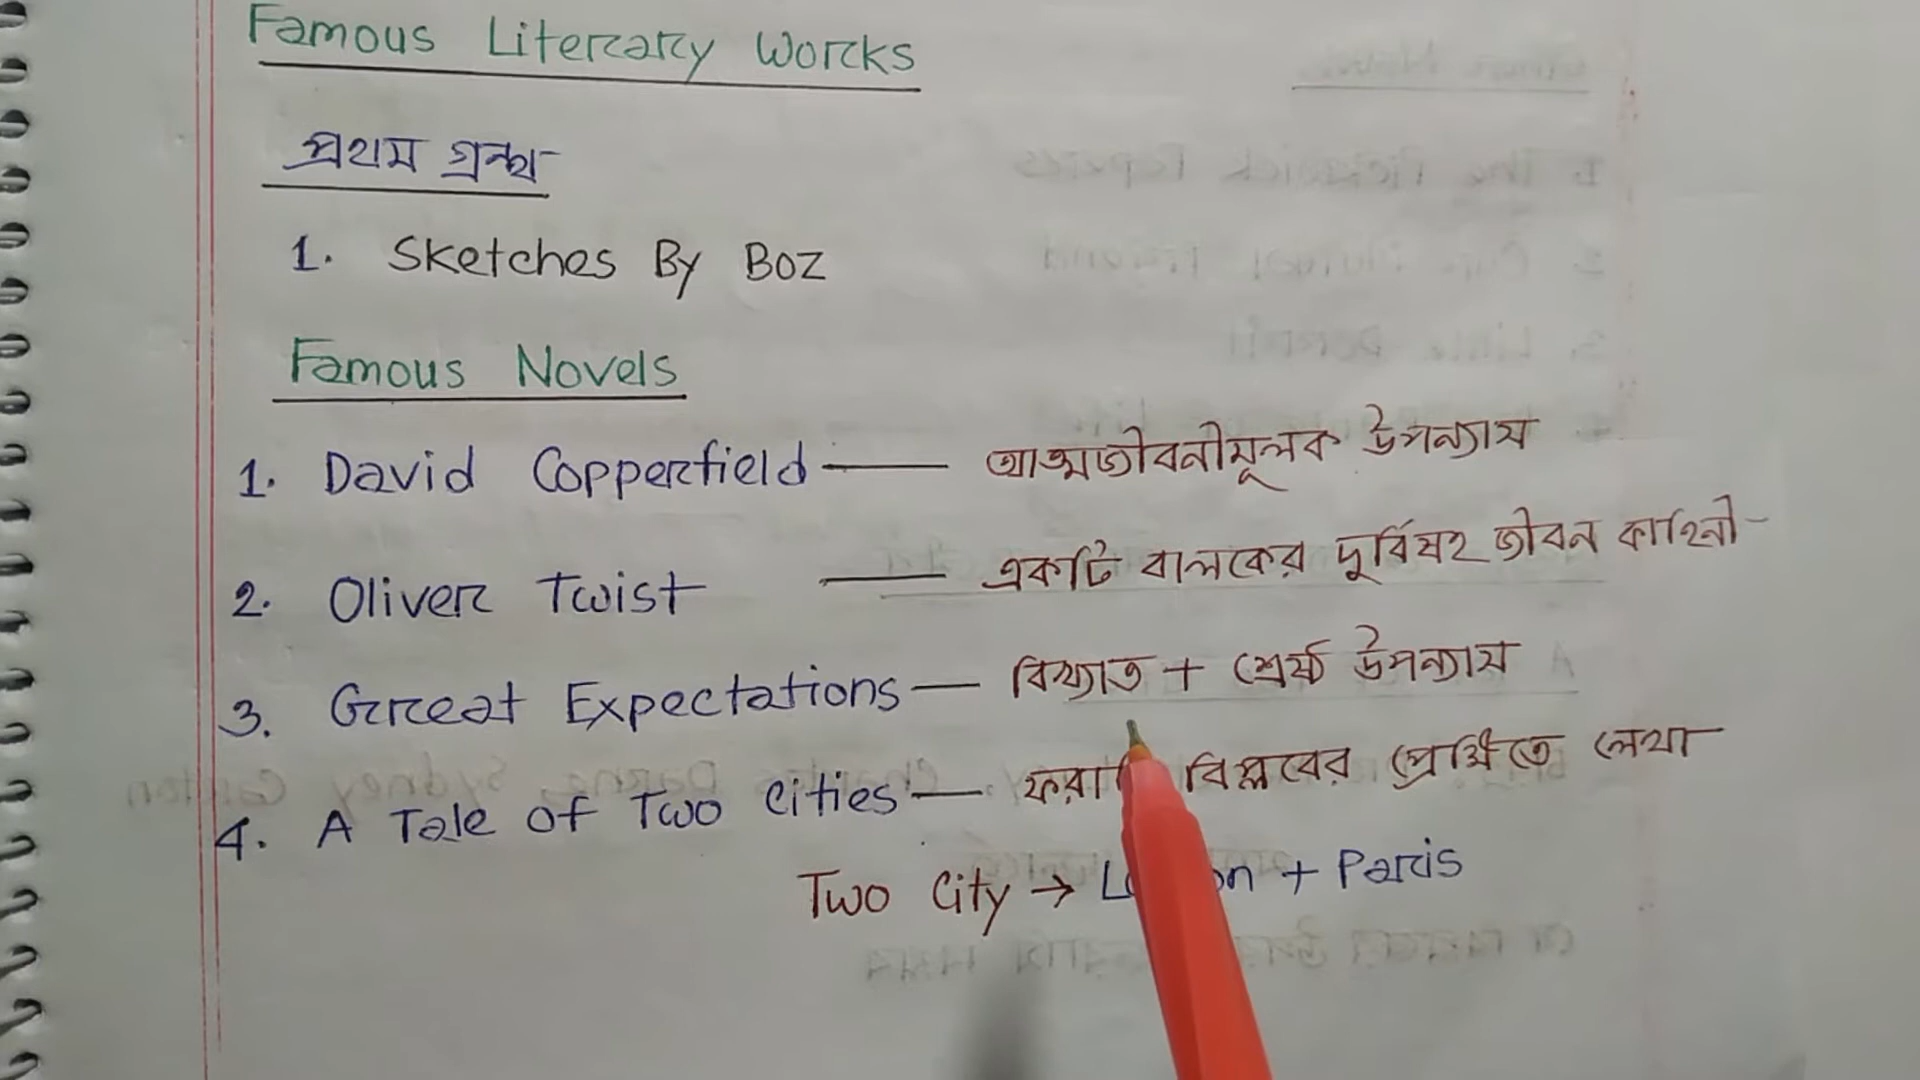 Famous Literary Works
প্রথম গ্রন্থ-
1. Sketches By Boz
Famous Novels
1. David Copperfield — আত্মজীবনীমূলক উপন্যাস
2. Oliver Twist — একটি বালকের দুর্বিষহ জীবন কাহিনী-
3. Great Expectations — বিখ্যাত + শ্রেষ্ঠ উপন্যাস
4. A Tale of Two Cities — বিপ্লবের প্রেক্ষিতে লেখা
Two City → + Paris